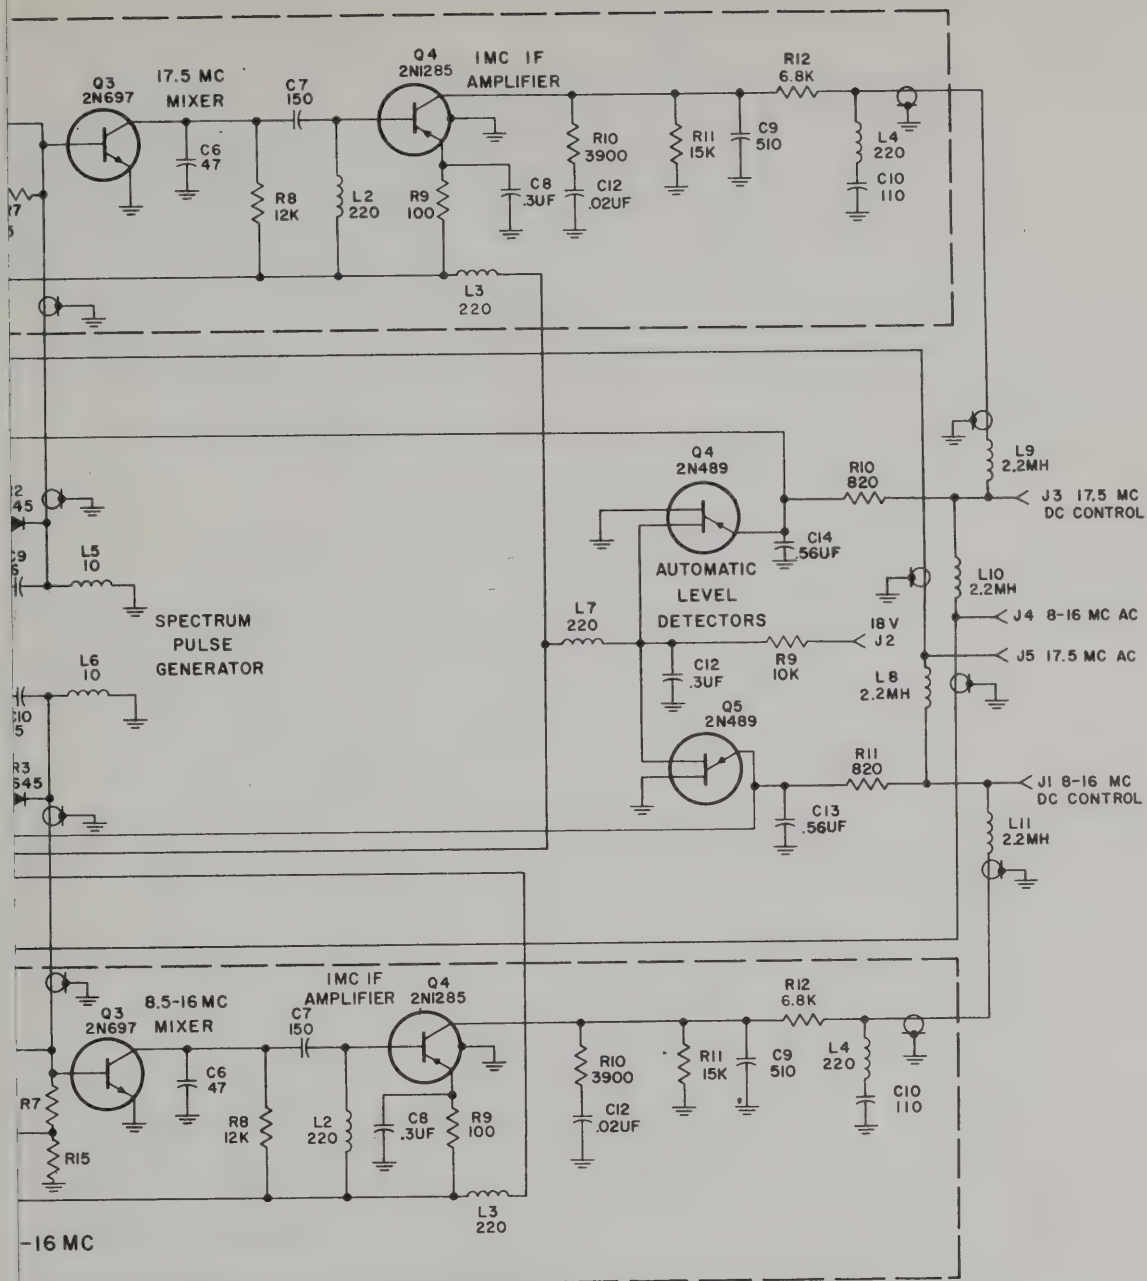 Q3
2N697
17.5 MC
MIXER
C7
150
Q4
2N1285
1MC IF
AMPLIFIER
R12
6.8K
C6
47
R8
12K
L2
220
R9
100
C8
.3UF
R10
3900
C12
.02UF
R11
15K
C9
510
L4
220
C10
110
L3
220
L9
2.2MH
Q4
2N489
R10
820
J3 17.5 MC
DC CONTROL
C14
.56UF
AUTOMATIC
LEVEL
DETECTORS
L10
2.2MH
J4 8-16 MC AC
18 V
J2
J5 17.5 MC AC
L5
10
SPECTRUM
PULSE
GENERATOR
L6
10
L7
220
C12
.3UF
R9
10K
L8
2.2MH
Q5
2N489
R11
820
J1 8-16 MC
DC CONTROL
C13
.56UF
L11
2.2MH
645
R3
C10
Q3
2N697
8.5-16 MC
MIXER
C7
150
1MC IF
AMPLIFIER
Q4
2N1285
R12
6.8K
C6
47
R7
R15
R8
12K
L2
220
C8
.3UF
R9
100
R10
3900
C12
.02UF
R11
15K
C9
510
L4
220
C10
110
L3
220
-16 MC